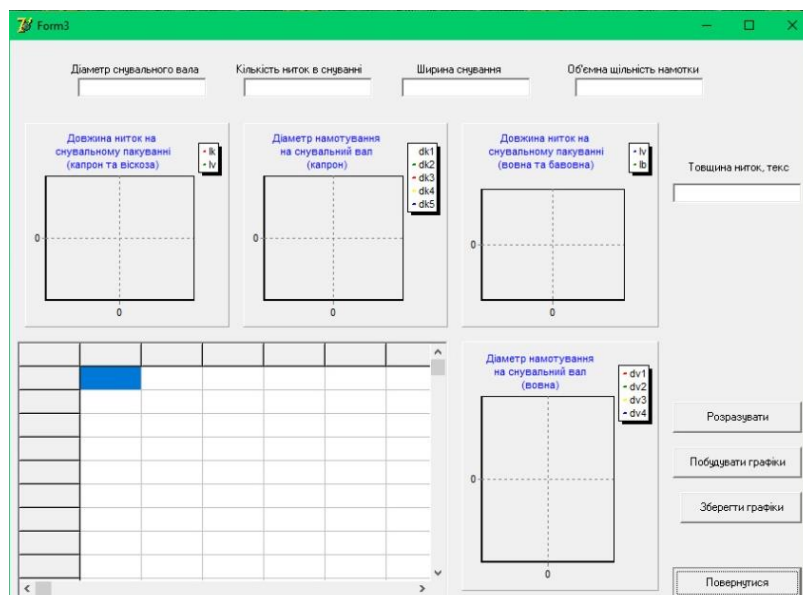 Form3
Діаметр снувального вала
Кількість ниток в снуванні
Ширина снування
Об'ємна щільність намотки
Довжина ниток на
снувальному пакуванні
(капрон та віскоза)
lk
lv
0
0
Діаметр намотування
на снувальний вал
(капрон)
dk1
dk2
dk3
dk4
dk5
0
0
Довжина ниток на
снувальному пакуванні
(вовна та бавовна)
lv
lb
0
0
Товщина ниток, текс
Діаметр намотування
на снувальний вал
(вовна)
dv1
dv2
dv3
dv4
0
0
Розразувати
Побудувати графіки
Зберегти графіки
Повернутися